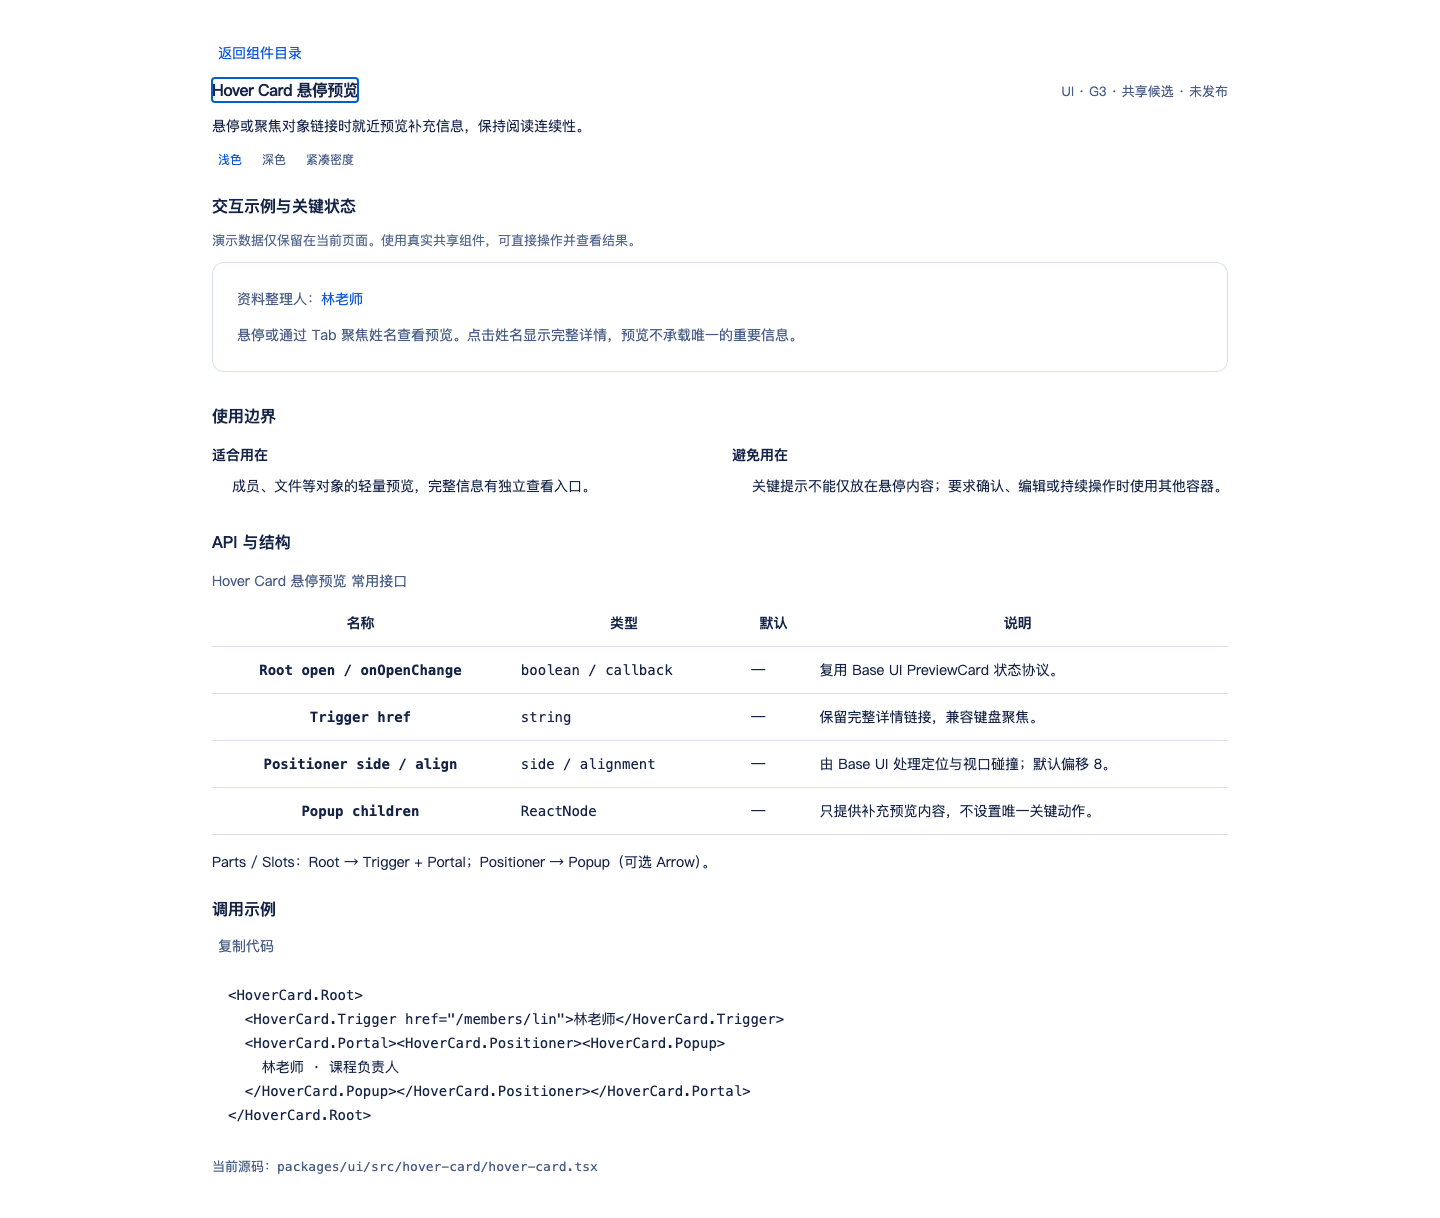 返回组件目录
Hover Card 悬停预览
UI · G3 · 共享候选 · 未发布
悬停或聚焦对象链接时就近预览补充信息，保持阅读连续性。
浅色 深色 紧凑密度
交互示例与关键状态
演示数据仅保留在当前页面。使用真实共享组件，可直接操作并查看结果。
资料整理人：林老师
悬停或通过 Tab 聚焦姓名查看预览。点击姓名显示完整详情，预览不承载唯一的重要信息。
使用边界
适合用在
成员、文件等对象的轻量预览，完整信息有独立查看入口。
避免用在
关键提示不能仅放在悬停内容；要求确认、编辑或持续操作时使用其他容器。
API 与结构
Hover Card 悬停预览 常用接口
名称 类型 默认 说明
Root open / onOpenChange boolean / callback — 复用 Base UI PreviewCard 状态协议。
Trigger href string — 保留完整详情链接，兼容键盘聚焦。
Positioner side / align side / alignment — 由 Base UI 处理定位与视口碰撞；默认偏移 8。
Popup children ReactNode — 只提供补充预览内容，不设置唯一关键动作。
Parts / Slots：Root → Trigger + Portal；Positioner → Popup（可选 Arrow）。
调用示例
复制代码
<HoverCard.Root>
  <HoverCard.Trigger href="/members/lin">林老师</HoverCard.Trigger>
  <HoverCard.Portal><HoverCard.Positioner><HoverCard.Popup>
    林老师 · 课程负责人
  </HoverCard.Popup></HoverCard.Positioner></HoverCard.Portal>
</HoverCard.Root>
当前源码：packages/ui/src/hover-card/hover-card.tsx